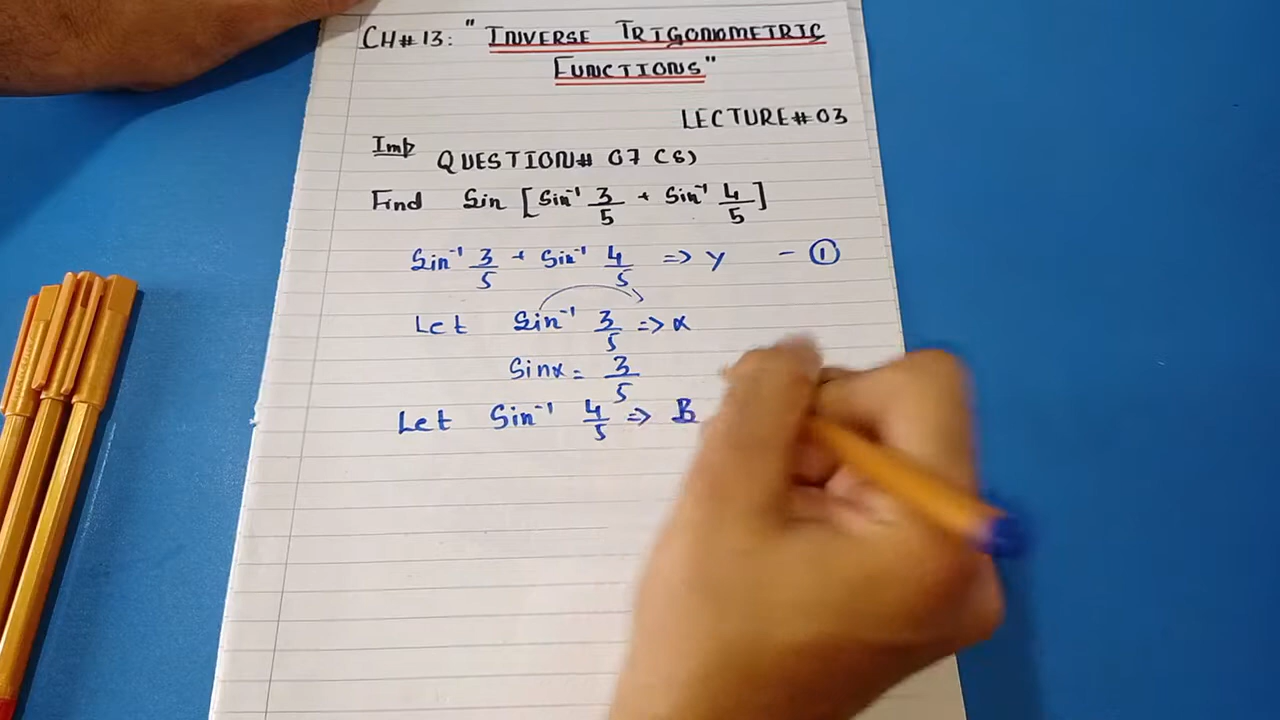 CH# 13: " INVERSE TRIGONOMETRIC
FUNCTIONS"
LECTURE# 03
Imp QUESTION# 07 (6)
Find Sin [Sin⁻¹ 3/5 + Sin⁻¹ 4/5]
Sin⁻¹ 3/5 + Sin⁻¹ 4/5 => y - ①
Let Sin⁻¹ 3/5 => α
Sinα = 3/5
Let Sin⁻¹ 4/5 => B